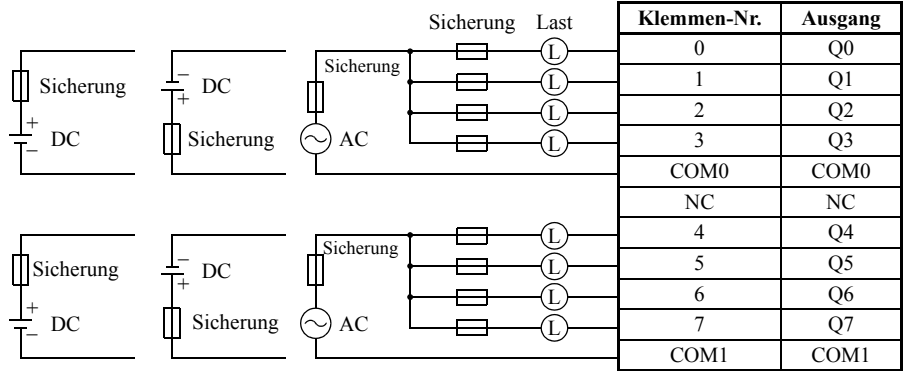 Sicherung Last Klemmen-Nr. Ausgang
L 0 Q0
Sicherung
− DC L 1 Q1
Sicherung +
L 2 Q2
+ DC − Sicherung AC L 3 Q3
COM0 COM0
NC NC
L 4 Q4
Sicherung
Sicherung − DC + L 5 Q5
L 6 Q6
+ DC − Sicherung AC L 7 Q7
COM1 COM1